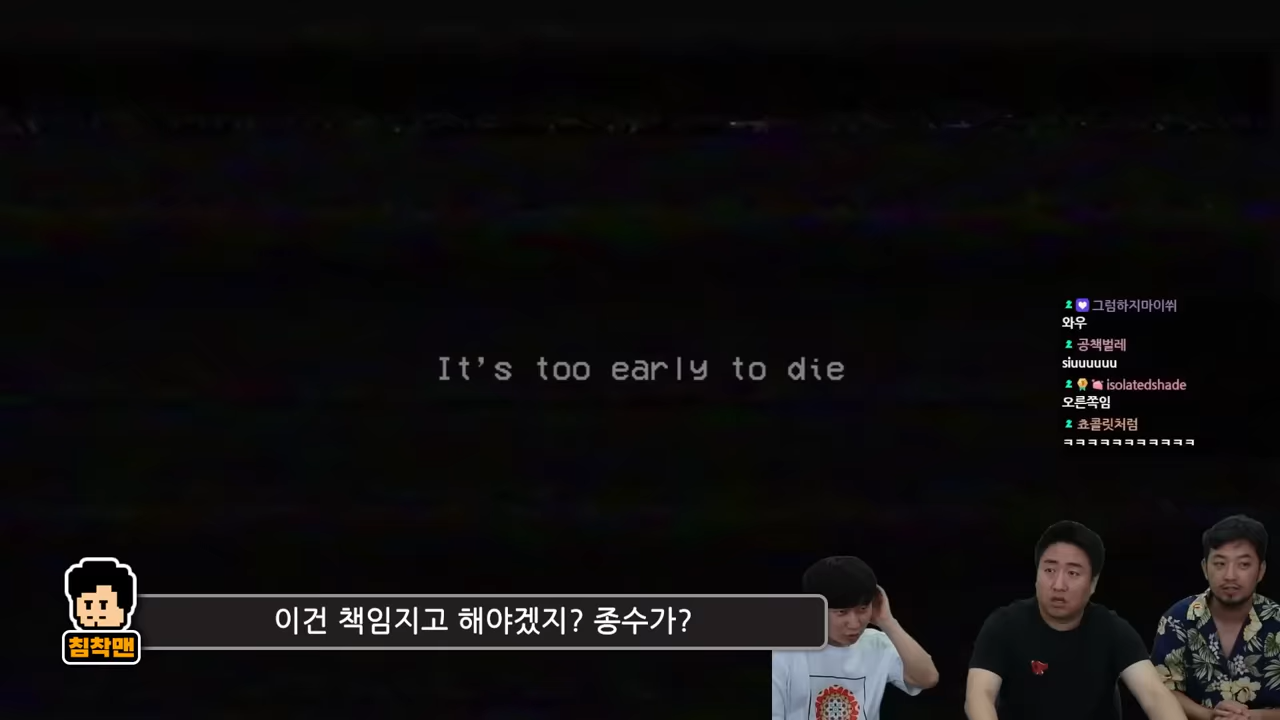 It's too early to die
그럼하지마이쒸
와우
공책벌레
siuuuuuu
isolatedshade
오른쪽임
쵸콜릿처럼
ㅋㅋㅋㅋㅋㅋㅋㅋㅋㅋㅋ
이건 책임지고 해야겠지? 종수가?
침착맨